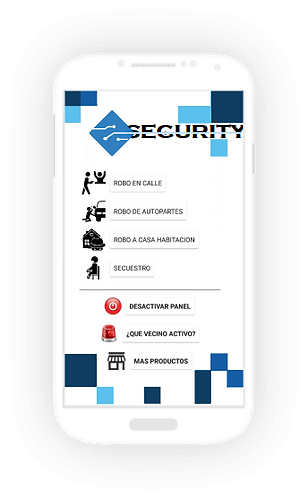 SECURITY
ROBO EN CALLE
ROBO DE AUTOPARTES
ROBO A CASA HABITACION
SECUESTRO
DESACTIVAR PANEL
¿QUE VECINO ACTIVO?
MAS PRODUCTOS